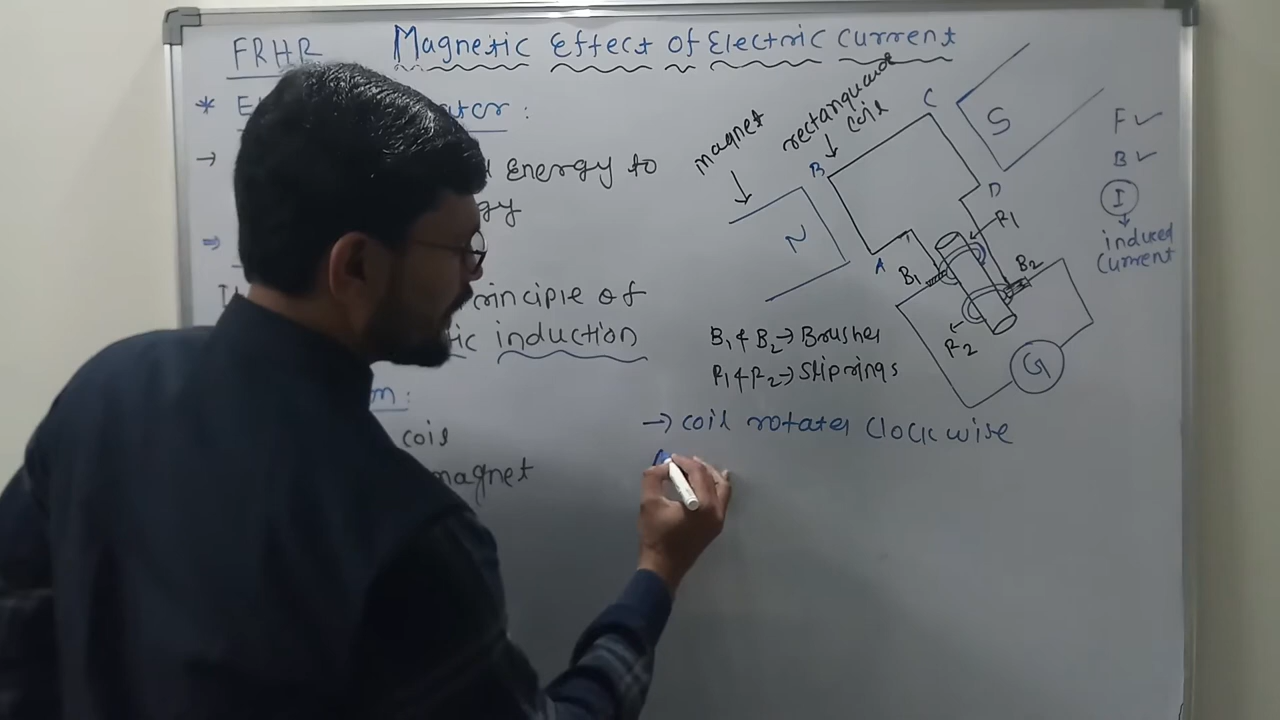 FRHR
Magnetic Effect of Electric Current
* E
:
→
Energy to
⇒
rinciple of
induction
:
coil
magnet
magnet
rectangular
coil
B
C
A
D
N
S
R1
R2
B1
B2
G
F✓
B✓
I
induced
current
B1 & B2 → Brushes
R1 & R2 → Sliprings
→ coil rotates clockwise